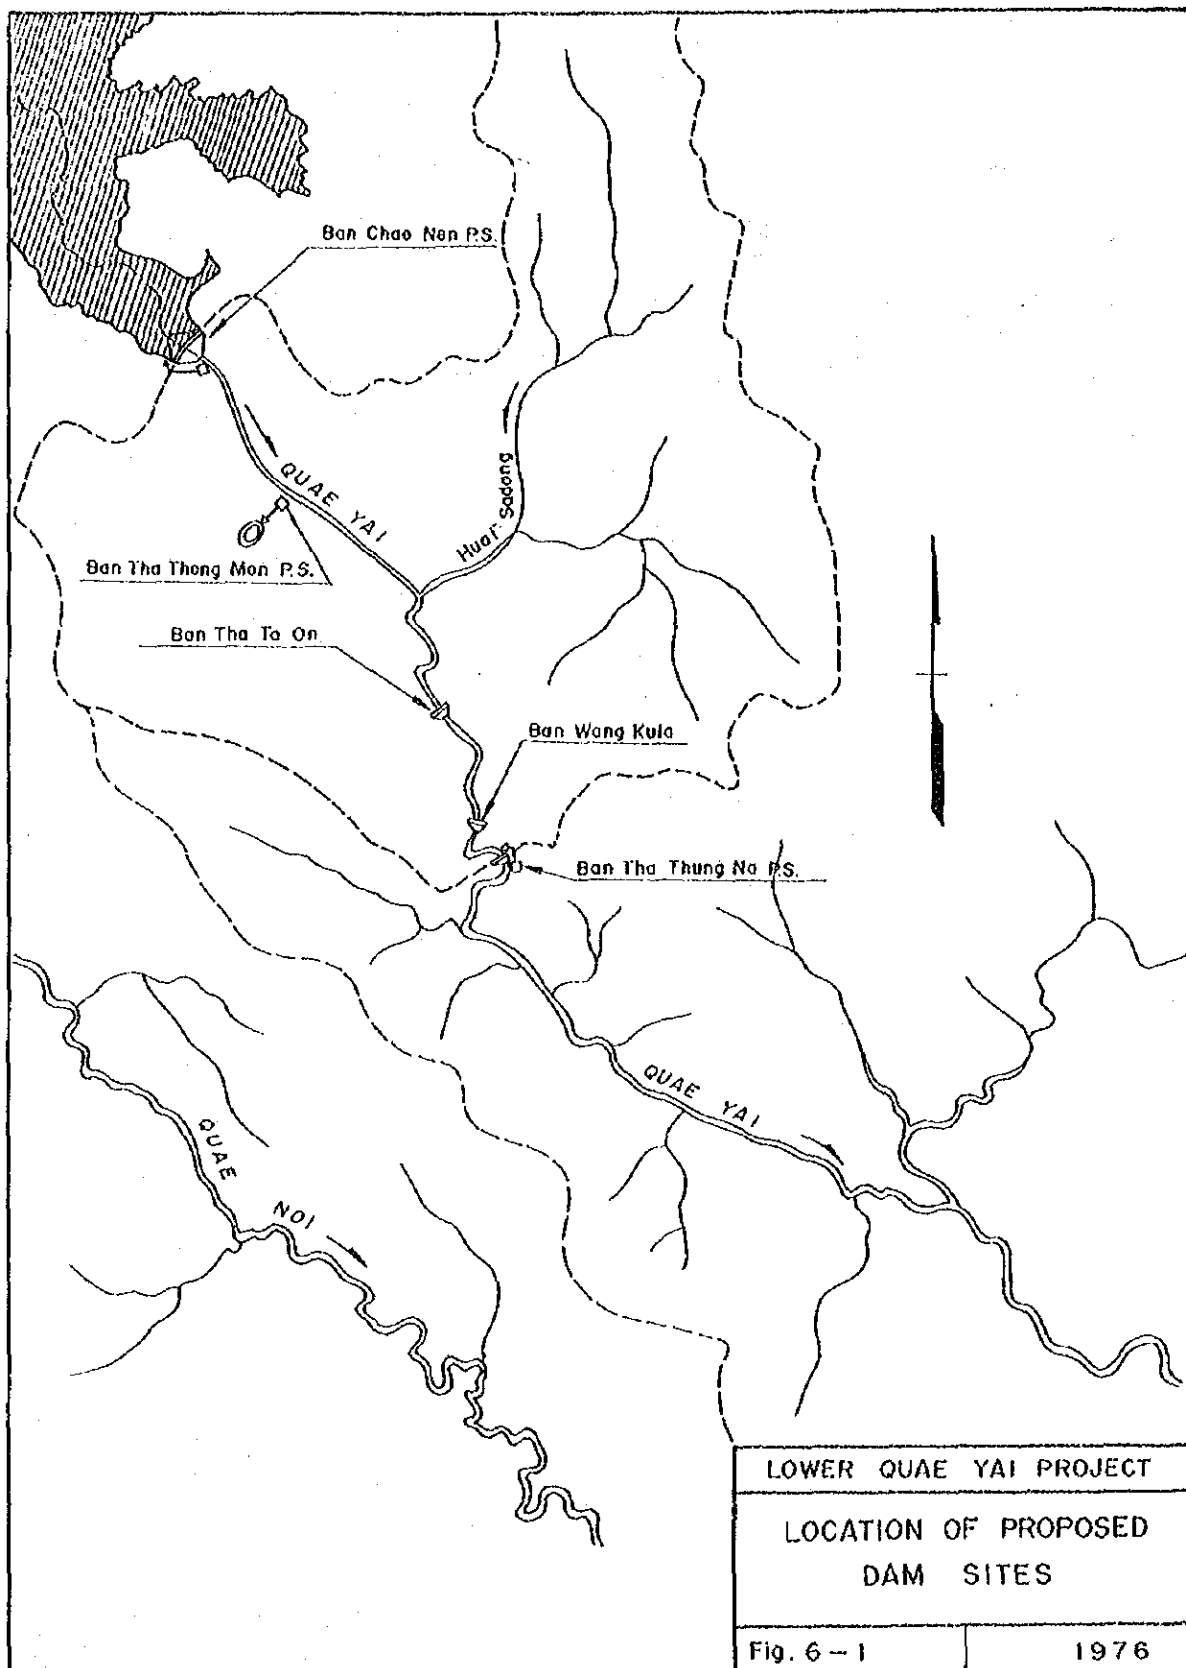 Ban Chao Nen P.S.
QUAE YAI
Huai Sadong
Ban Tha Thong Mon P.S.
Ban Tha Ta On
Ban Wang Kula
Ban Tha Thung Na P.S.
QUAE YAI
QUAE NOI
LOWER QUAE YAI PROJECT
LOCATION OF PROPOSED
DAM SITES
Fig. 6-1
1976